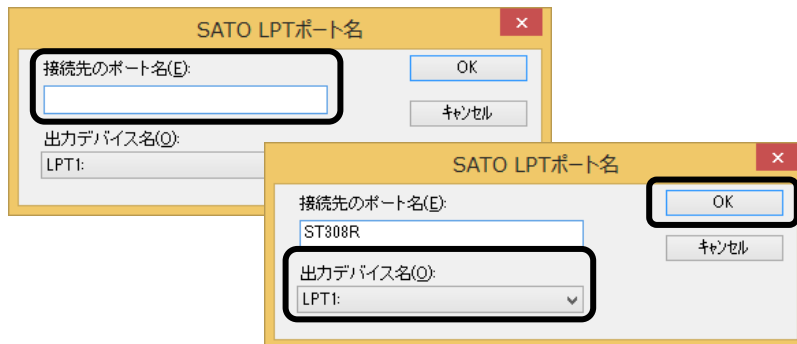 SATO LPTポート名
接続先のポート名(E):
OK
キャンセル
出力デバイス名(O):
LPT1:
SATO LPTポート名
接続先のポート名(E):
ST308R
OK
キャンセル
出力デバイス名(O):
LPT1: